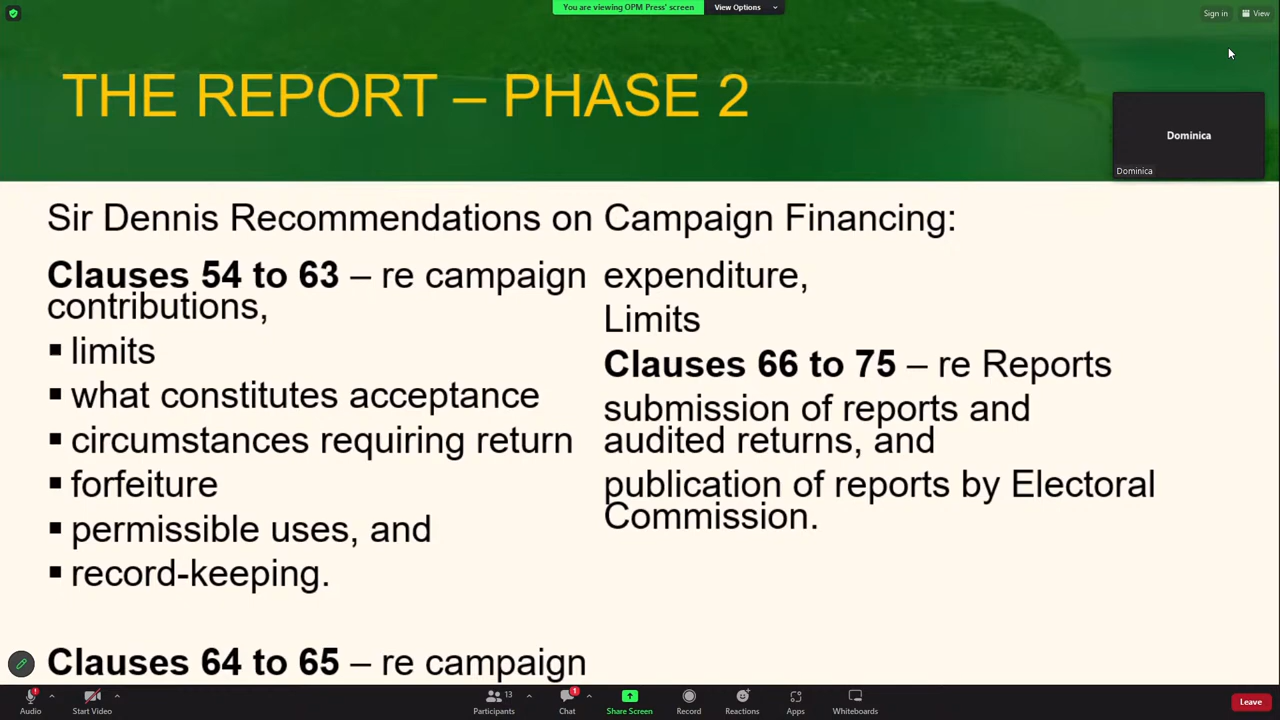 You are viewing OPM Press' screen
View Options
Sign in
View
THE REPORT – PHASE 2
Dominica
Dominica
Sir Dennis Recommendations on Campaign Financing:
Clauses 54 to 63 – re campaign
contributions,
▪ limits
▪ what constitutes acceptance
▪ circumstances requiring return
▪ forfeiture
▪ permissible uses, and
▪ record-keeping.
Clauses 64 to 65 – re campaign
expenditure,
Limits
Clauses 66 to 75 – re Reports
submission of reports and
audited returns, and
publication of reports by Electoral
Commission.
1
Audio
Start Video
13
Participants
1
Chat
Share Screen
Record
Reactions
Apps
Whiteboards
Leave